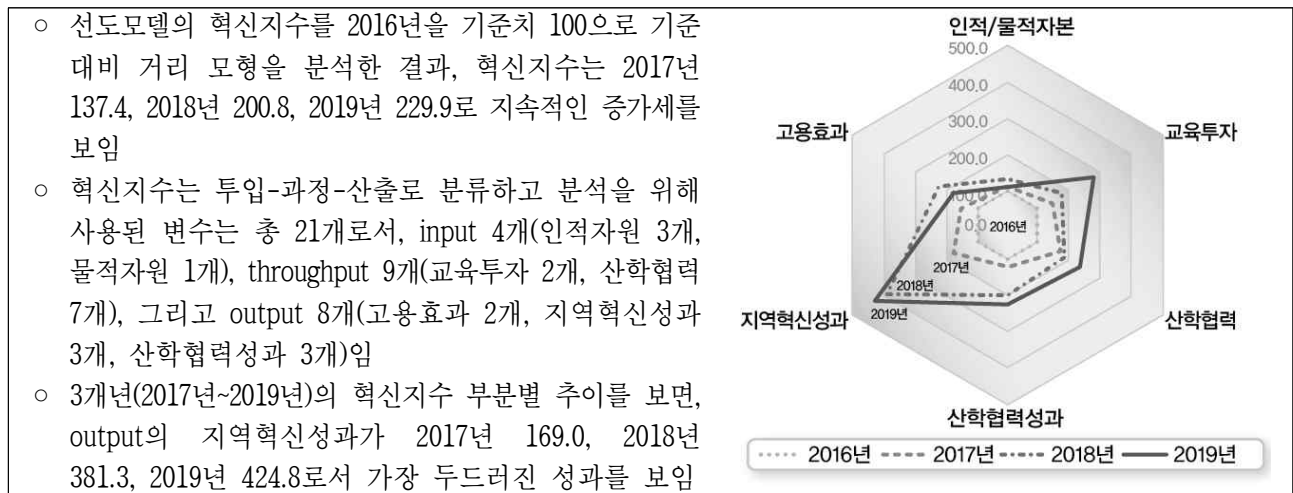 ○ 선도모델의 혁신지수를 2016년을 기준치 100으로 기준
대비 거리 모형을 분석한 결과, 혁신지수는 2017년
137.4, 2018년 200.8, 2019년 229.9로 지속적인 증가세를
보임
○ 혁신지수는 투입-과정-산출로 분류하고 분석을 위해
사용된 변수는 총 21개로서, input 4개(인적자원 3개,
물적자원 1개), throughput 9개(교육투자 2개, 산학협력
7개), 그리고 output 8개(고용효과 2개, 지역혁신성과
3개, 산학협력성과 3개)임
○ 3개년(2017년~2019년)의 혁신지수 부분별 추이를 보면,
output의 지역혁신성과가 2017년 169.0, 2018년
381.3, 2019년 424.8로서 가장 두드러진 성과를 보임
인적/물적자본
500.0
400.0
300.0
고용효과
교육투자
200.0
100.0
0.0 2016년
2017년
2018년
2019년
지역혁신성과
산학협력
산학협력성과
2016년 2017년 2018년 2019년